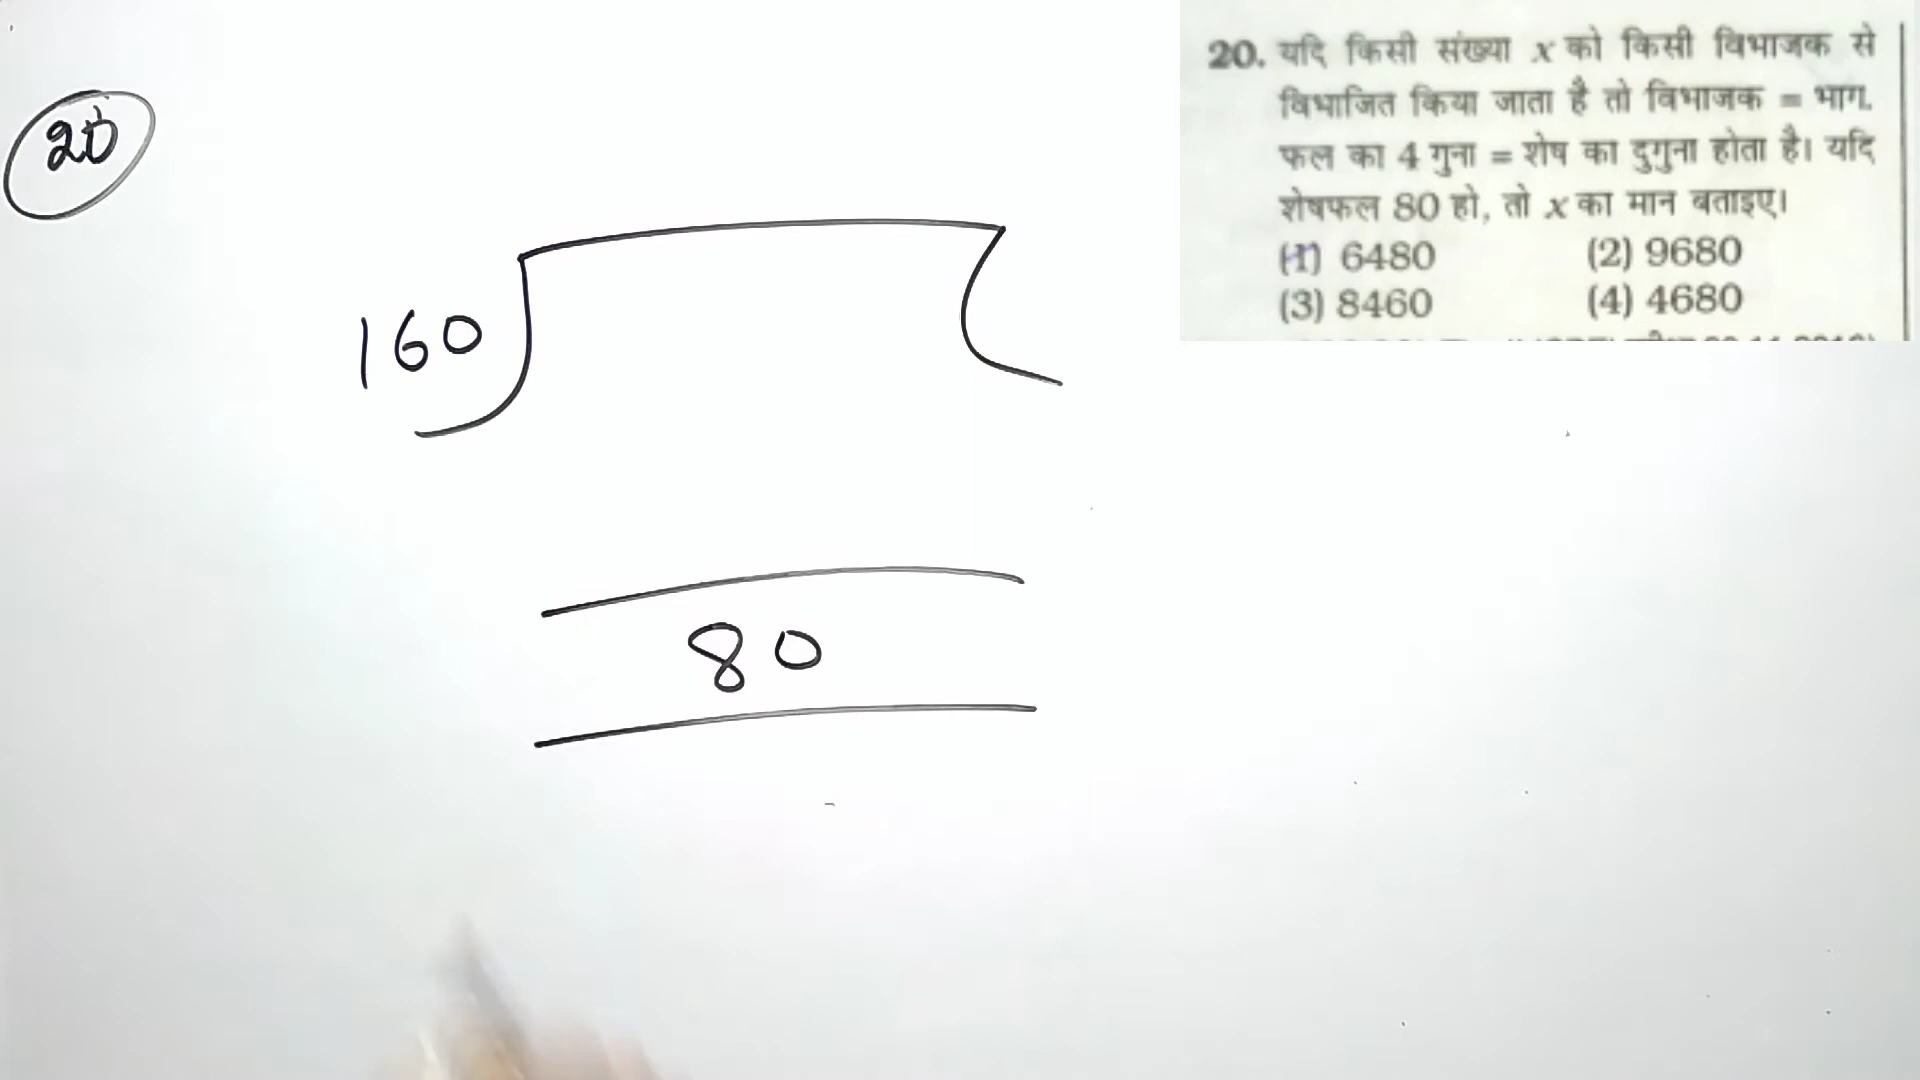 20
160
80
20. यदि किसी संख्या x को किसी विभाजक से
विभाजित किया जाता है तो विभाजक = भाग.
फल का 4 गुना = शेष का दुगुना होता है। यदि
शेषफल 80 हो, तो x का मान बताइए।
(1) 6480 (2) 9680
(3) 8460 (4) 4680